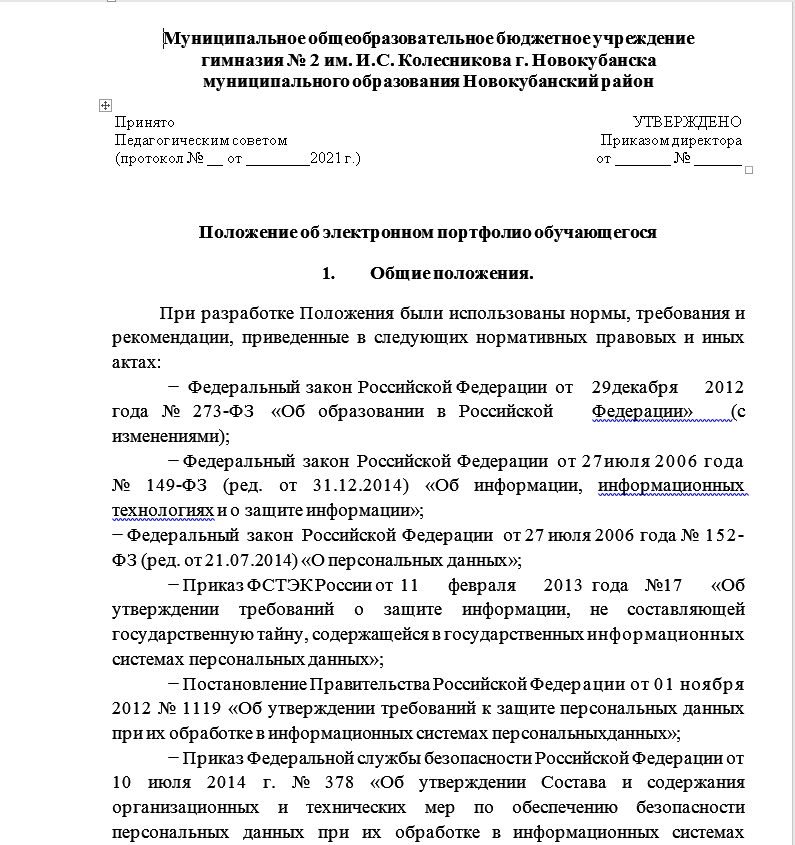 Муниципальное общеобразовательное бюджетное учреждение
гимназия № 2 им. И.С. Колесникова г. Новокубанска
муниципального образования Новокубанский район
Принято УТВЕРЖДЕНО
Педагогическим советом Приказом директора
(протокол № __ от ________2021 г.) от _______ № ______
Положение об электронном портфолио обучающегося
1. Общие положения.
При разработке Положения были использованы нормы, требования и
рекомендации, приведенные в следующих нормативных правовых и иных
актах:
− Федеральный закон Российской Федерации от 29декабря 2012
года № 273-ФЗ «Об образовании в Российской Федерации» (с
изменениями);
− Федеральный закон Российской Федерации от 27июля 2006 года
№ 149-ФЗ (ред. от 31.12.2014) «Об информации, информационных
технологиях и о защите информации»;
− Федеральный закон Российской Федерации от 27 июля 2006 года № 152-
ФЗ (ред. от 21.07.2014) «О персональных данных»;
− Приказ ФСТЭК России от 11 февраля 2013 года №17 «Об
утверждении требований о защите информации, не составляющей
государственную тайну, содержащейся в государственных информационных
системах персональных данных»;
− Постановление Правительства Российской Федерации от 01 ноября
2012 № 1119 «Об утверждении требований к защите персональных данных
при их обработке в информационных системах персональныхданных»;
− Приказ Федеральной службы безопасности Российской Федерации от
10 июля 2014 г. № 378 «Об утверждении Состава и содержания
организационных и технических мер по обеспечению безопасности
персональных данных при их обработке в информационных системах